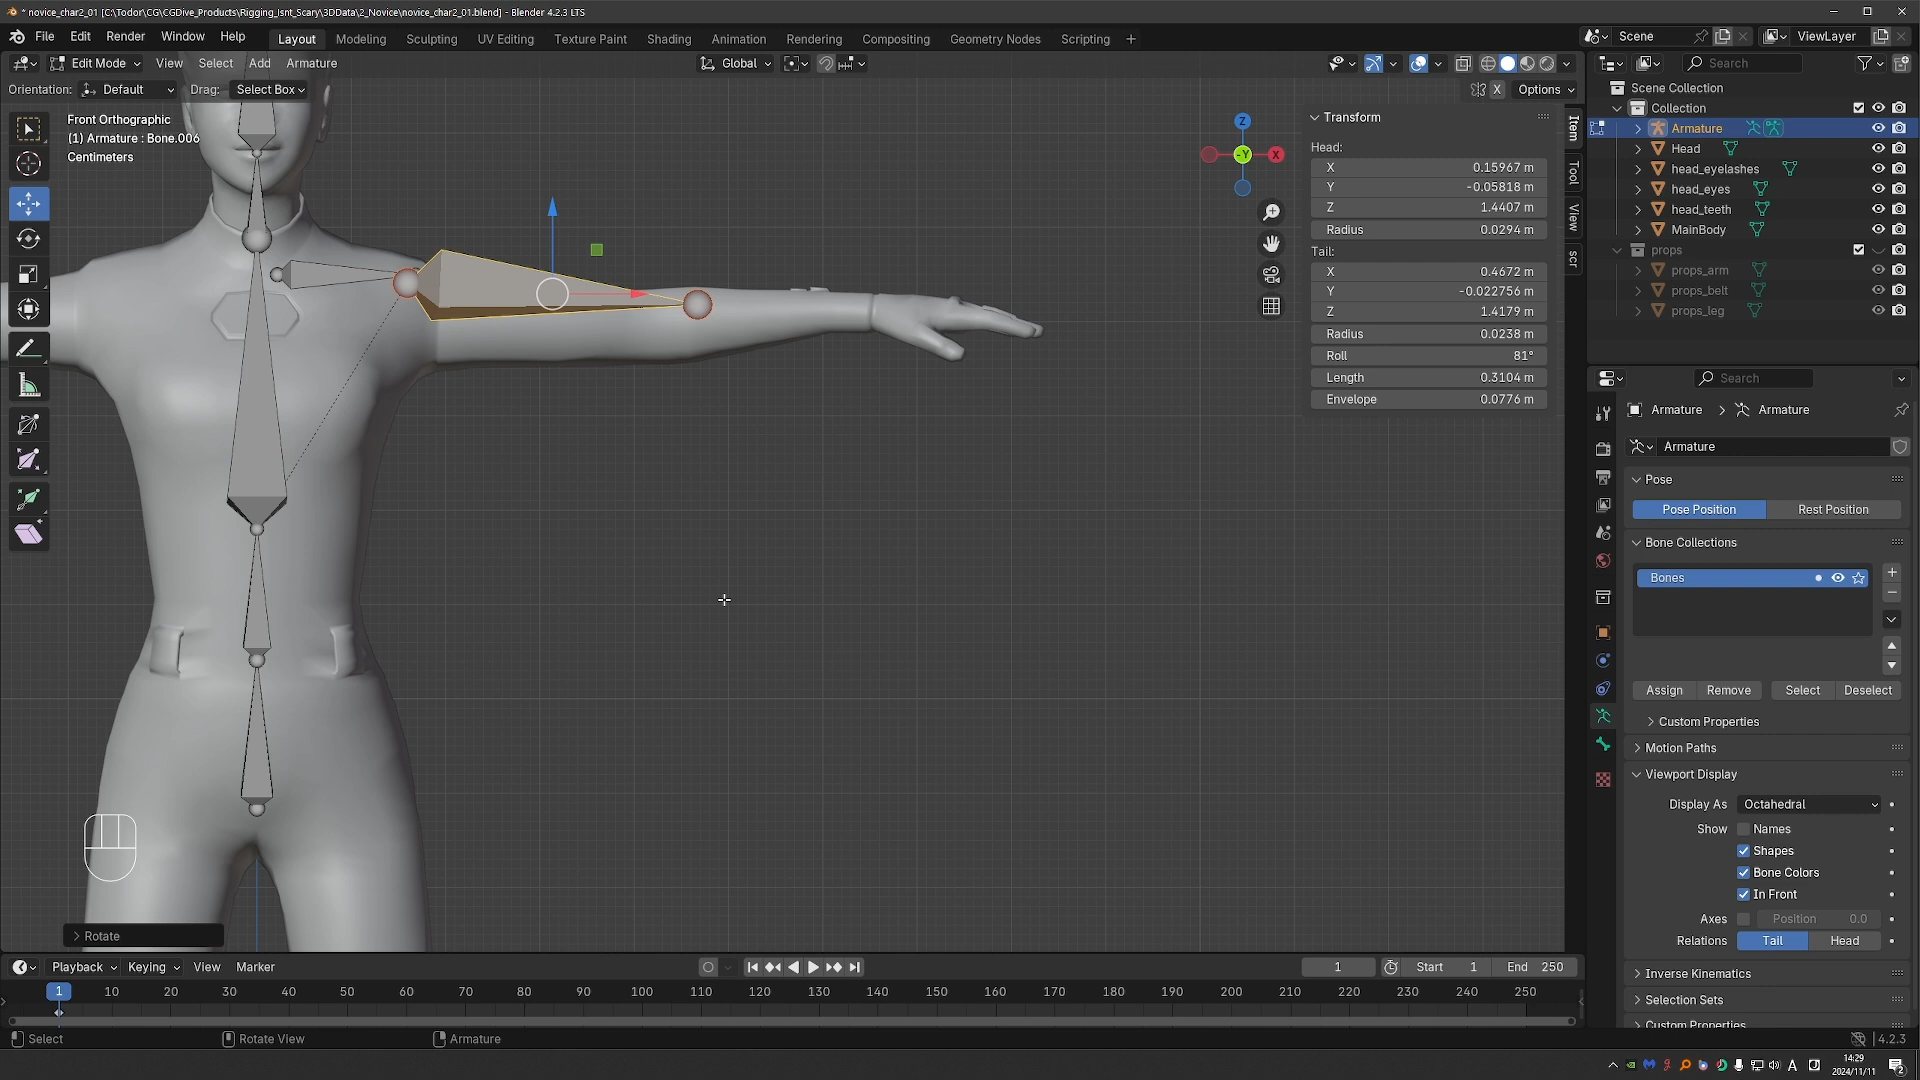 * novice_char2_01 [C:\Todor\CG\CGDive_Products\Rigging_Isnt_Scary\3DData\2_Novice\novice_char2_01.blend] - Blender 4.2.3 LTS
File Edit Render Window Help Layout Modeling Sculpting UV Editing Texture Paint Shading Animation Rendering Compositing Geometry Nodes Scripting + Scene ViewLayer
Edit Mode View Select Add Armature Global Search
Orientation: Default Drag: Select Box X Options
Front Orthographic
(1) Armature : Bone.006
Centimeters
Z
-Y
X
Transform
Head:
X 0.15967 m
Y -0.05818 m
Z 1.4407 m
Radius 0.0294 m
Tail:
X 0.4672 m
Y -0.022756 m
Z 1.4179 m
Radius 0.0238 m
Roll 81°
Length 0.3104 m
Envelope 0.0776 m
Item
Tool
View
scr
Scene Collection
Collection
Armature
Head
head_eyelashes
head_eyes
head_teeth
MainBody
props
props_arm
props_belt
props_leg
Search
Armature > Armature
Armature
Pose
Pose Position Rest Position
Bone Collections
Bones
Assign Remove Select Deselect
Custom Properties
Motion Paths
Viewport Display
Display As Octahedral
Show Names
Shapes
Bone Colors
In Front
Axes Position 0.0
Relations Tail Head
Inverse Kinematics
Selection Sets
Custom Properties
> Rotate
Playback Keying View Marker 1 Start 1 End 250
1 10 20 30 40 50 60 70 80 90 100 110 120 130 140 150 160 170 180 190 200 210 220 230 240 250
Select Rotate View Armature 4.2.3
A 14:29
2024/11/11 2